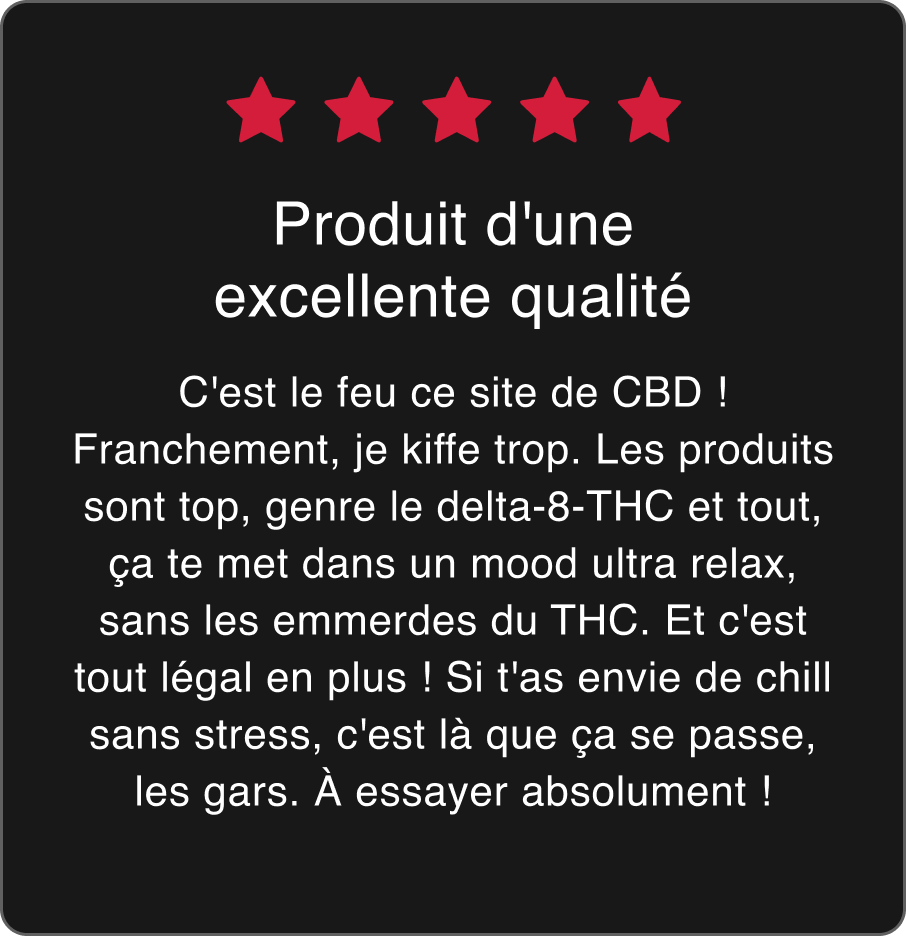 Produit d'une
excellente qualité
C'est le feu ce site de CBD !
Franchement, je kiffe trop. Les produits
sont top, genre le delta-8-THC et tout,
ça te met dans un mood ultra relax,
sans les emmerdes du THC. Et c'est
tout légal en plus ! Si t'as envie de chill
sans stress, c'est là que ça se passe,
les gars. À essayer absolument !